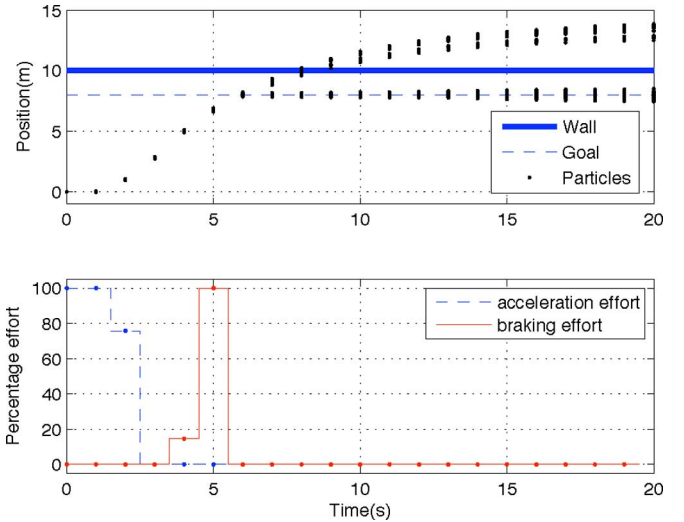 15
10
5
0
Position(m)
Wall
Goal
Particles
0
5
10
15
20
100
80
60
40
20
0
Percentage effort
acceleration effort
braking effort
0
5
10
15
20
Time(s)